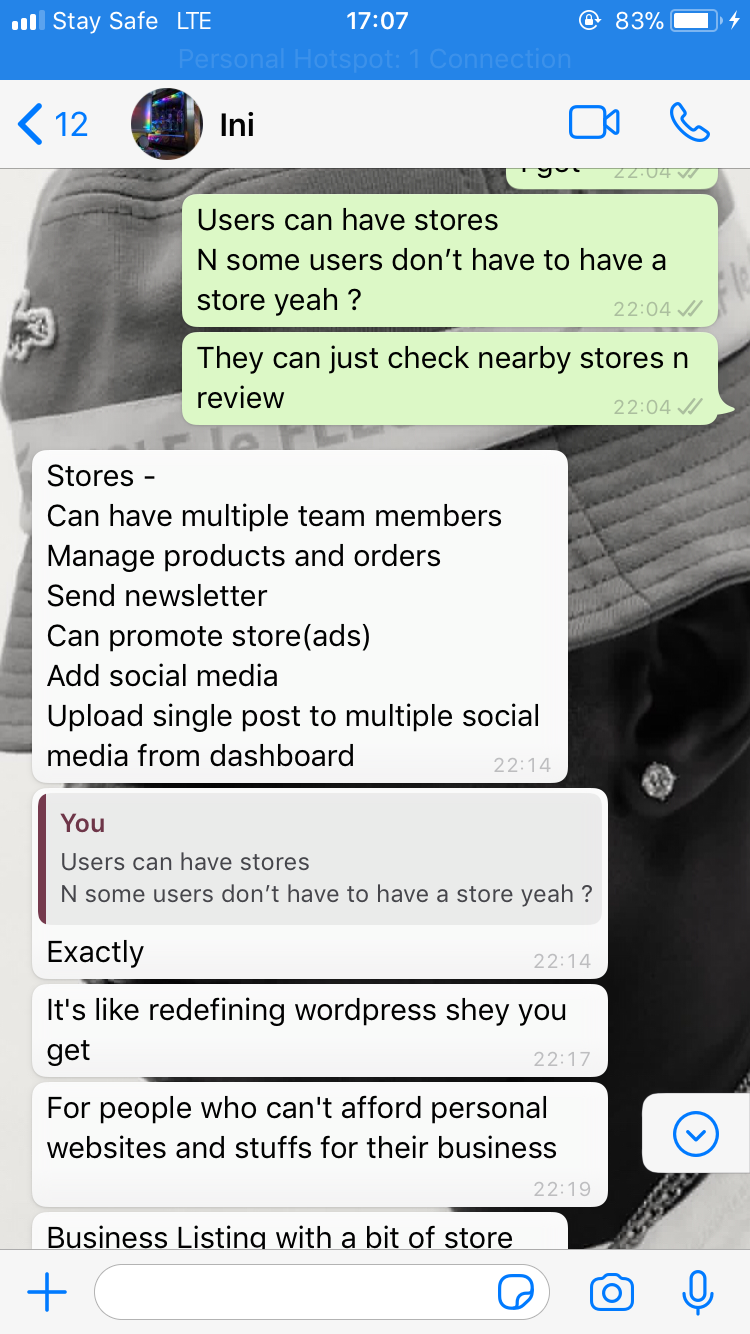 Stay Safe LTE 17:07 83%
Personal Hotspot: 1 Connection
12 Ini
I got 22:04
Users can have stores
N some users don’t have to have a
store yeah ? 22:04
They can just check nearby stores n
review 22:04
Stores -
Can have multiple team members
Manage products and orders
Send newsletter
Can promote store(ads)
Add social media
Upload single post to multiple social
media from dashboard 22:14
You
Users can have stores
N some users don’t have to have a store yeah ?
Exactly 22:14
It's like redefining wordpress shey you
get 22:17
For people who can't afford personal
websites and stuffs for their business
22:19
Business Listing with a bit of store